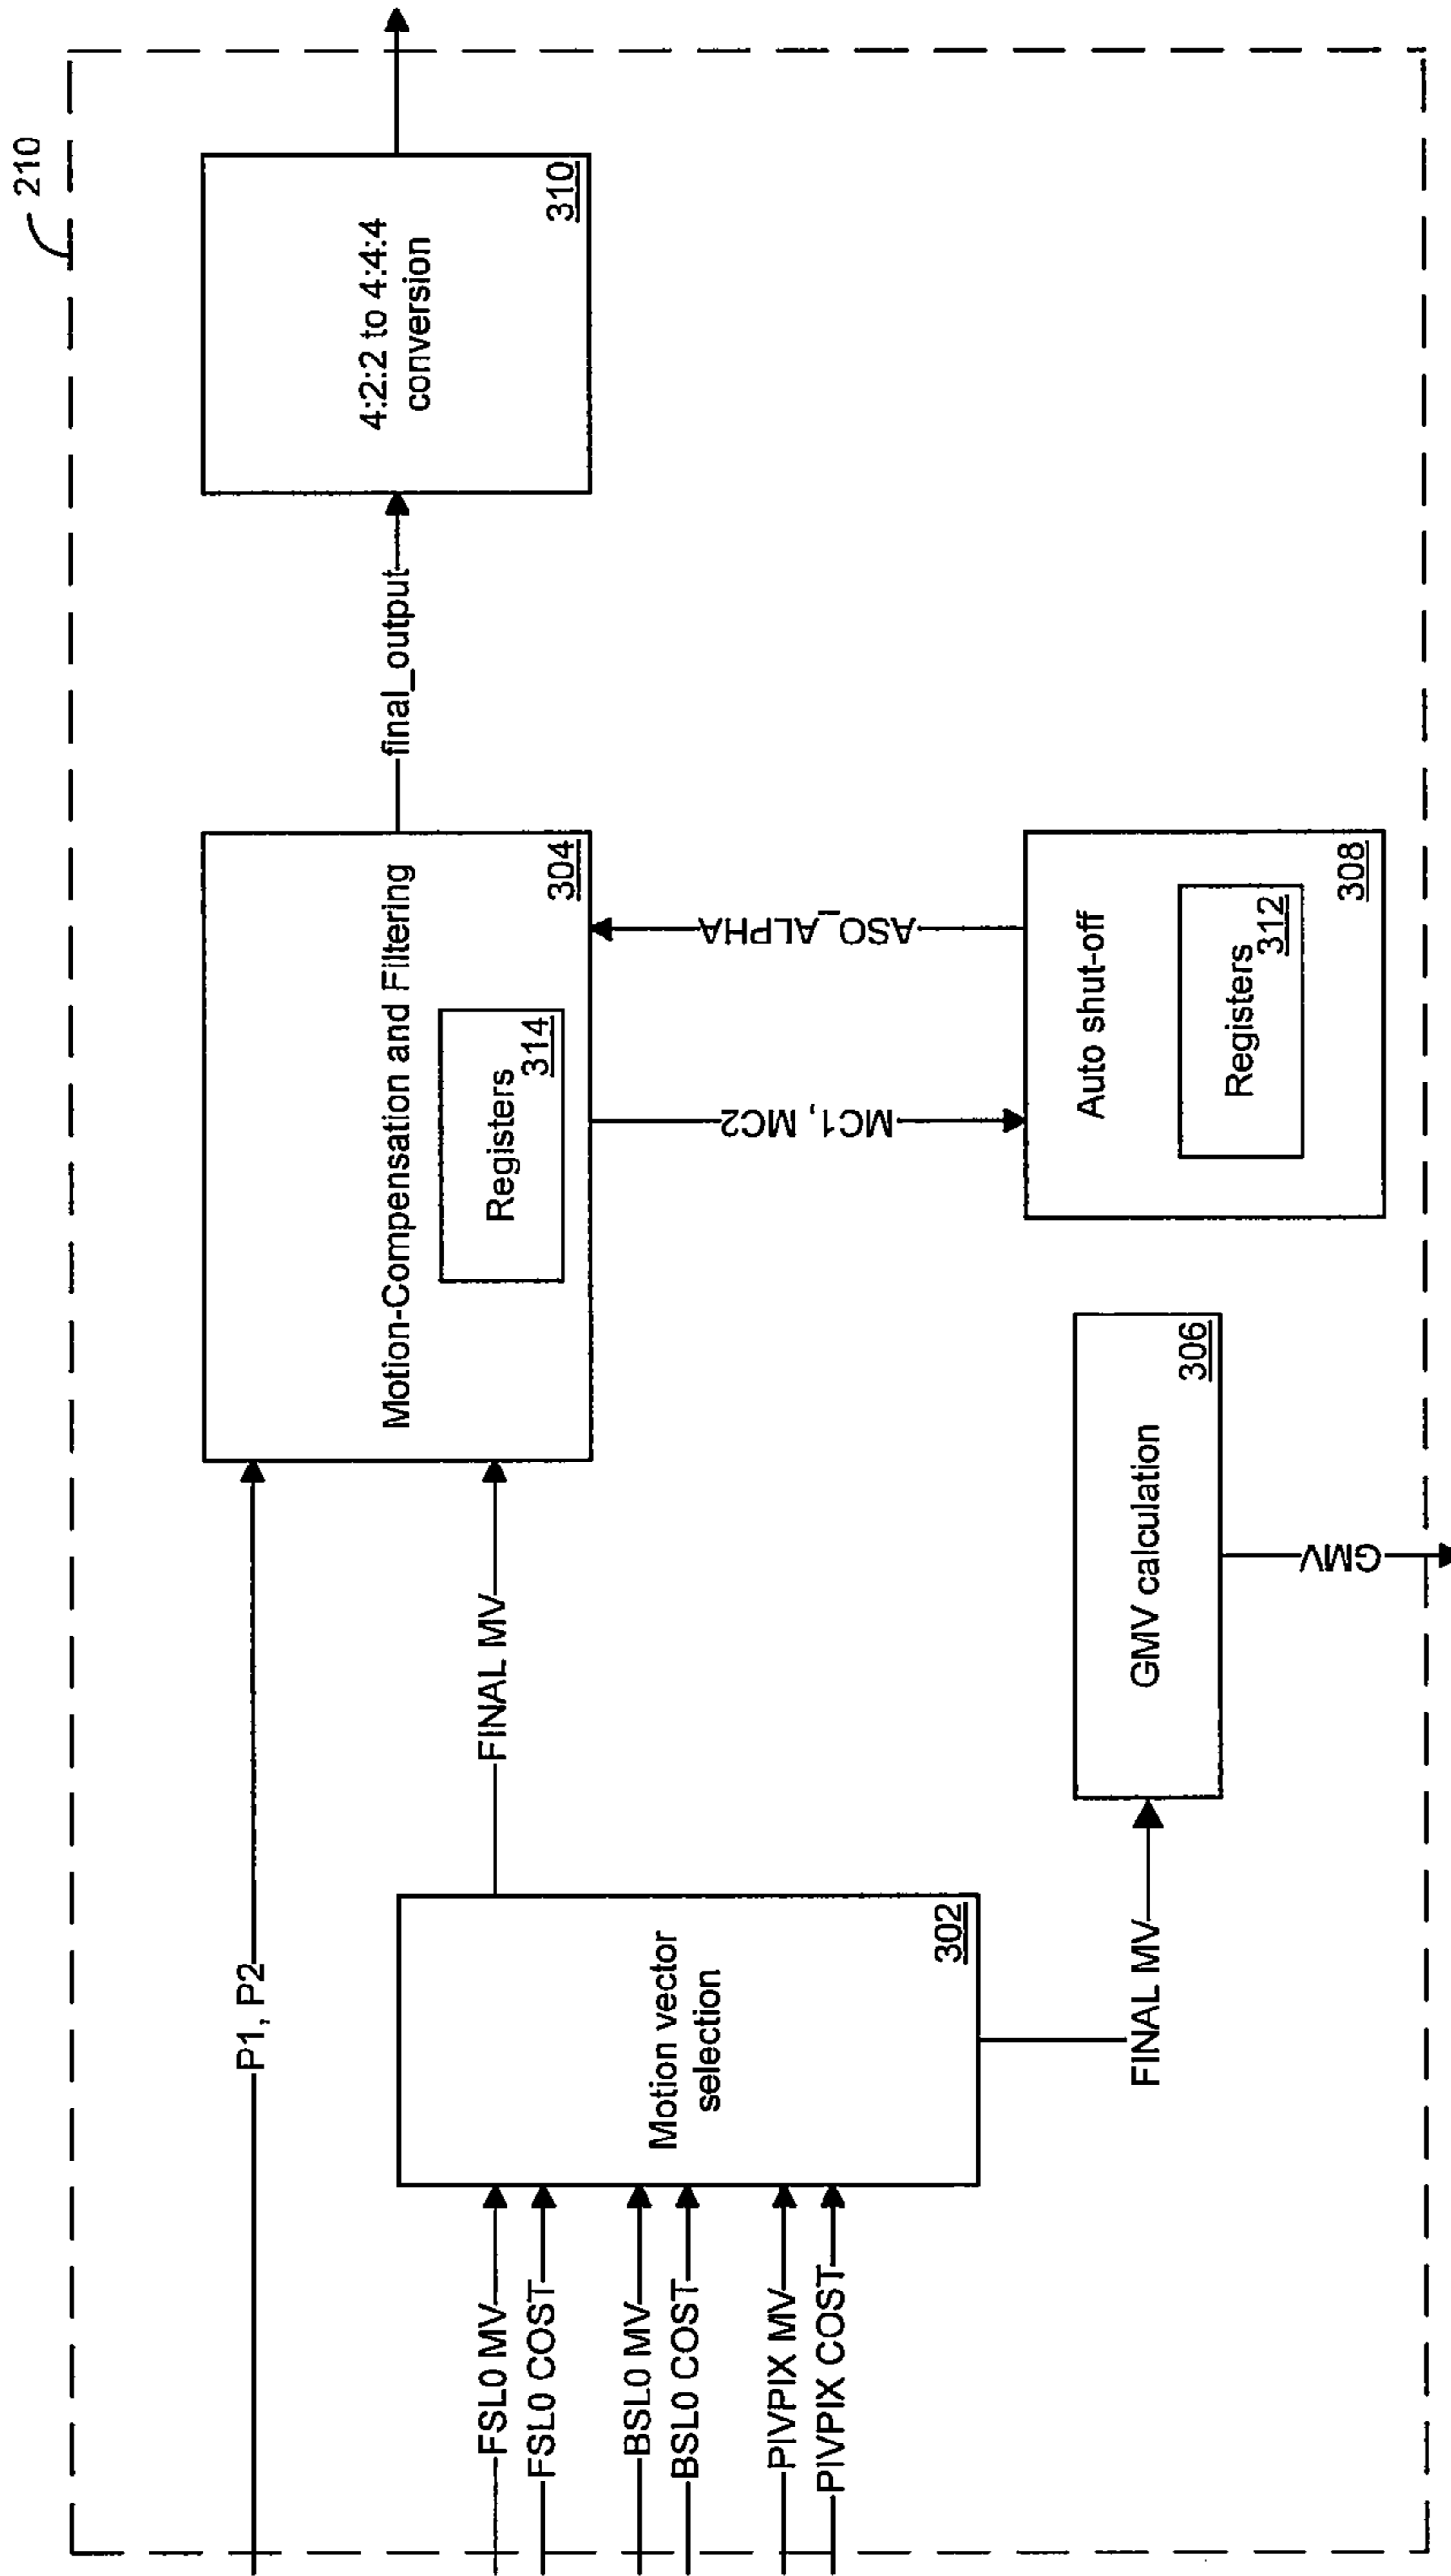 210
P1, P2
FSL0 MV
FSL0 COST
BSL0 MV
BSL0 COST
PIVPIX MV
PIVPIX COST
Motion vector
selection
302
FINAL MV
FINAL MV
Motion-Compensation and Filtering
Registers
314
304
final_output
4:2:2 to 4:4:4
conversion
310
MC1, MC2
ASO_ALPHA
GMV calculation
306
GMV
Auto shut-off
Registers
312
308